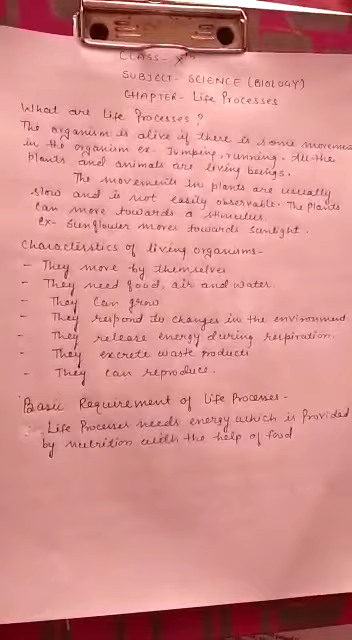 CLASS - Xth
SUBJECT - SCIENCE (BIOLOGY)
CHAPTER - Life Processes
What are Life Processes?
The organism is alive if there is some movement
in the organism ex- Jumping, running. All the
plants and animals are living beings.
The movements in plants are usually
slow and is not easily observable. The plants
can move towards a stimulus.
Ex- Sunflower moves towards sunlight.
Characteristics of living organisms-
- They move by themselves
- They need food, air and water.
- They can grow
- They respond to changes in the environment
- They release energy during respiration.
- They excrete waste products
- They can reproduce.
Basic Requirement of Life Processes -
Life Processes needs energy which is Provided
by nutrition with the help of food